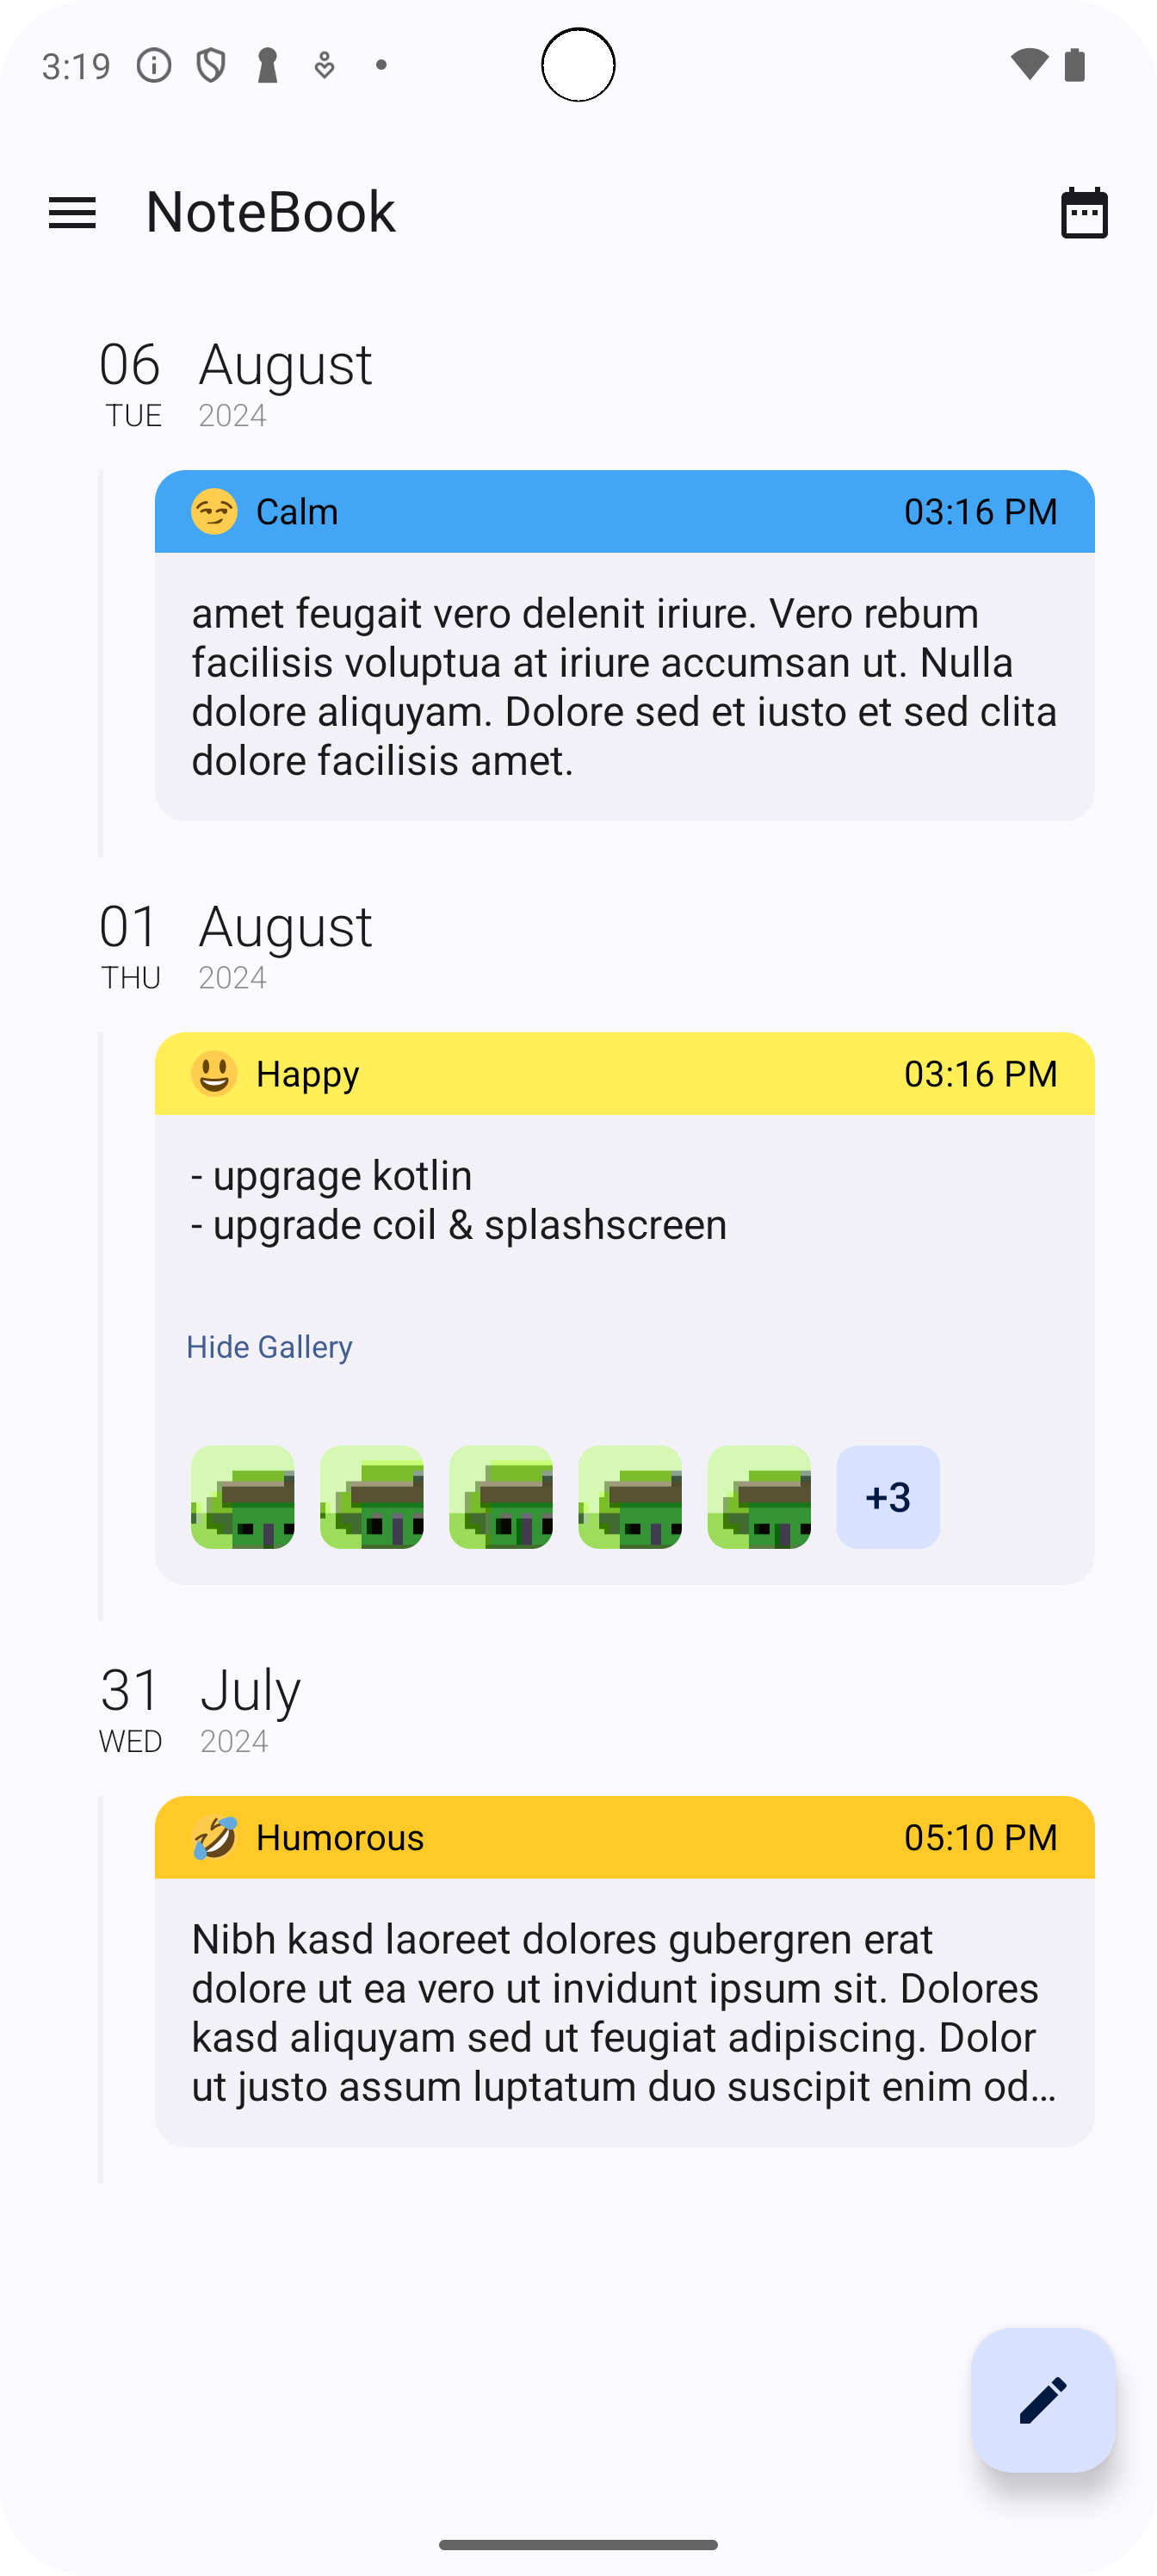 3:19
NoteBook
06 August
TUE 2024
Calm 03:16 PM
amet feugait vero delenit iriure. Vero rebum
facilisis voluptua at iriure accumsan ut. Nulla
dolore aliquyam. Dolore sed et iusto et sed clita
dolore facilisis amet.
01 August
THU 2024
Happy 03:16 PM
- upgrage kotlin
- upgrade coil & splashscreen
Hide Gallery
+3
31 July
WED 2024
Humorous 05:10 PM
Nibh kasd laoreet dolores gubergren erat
dolore ut ea vero ut invidunt ipsum sit. Dolores
kasd aliquyam sed ut feugiat adipiscing. Dolor
ut justo assum luptatum duo suscipit enim od…